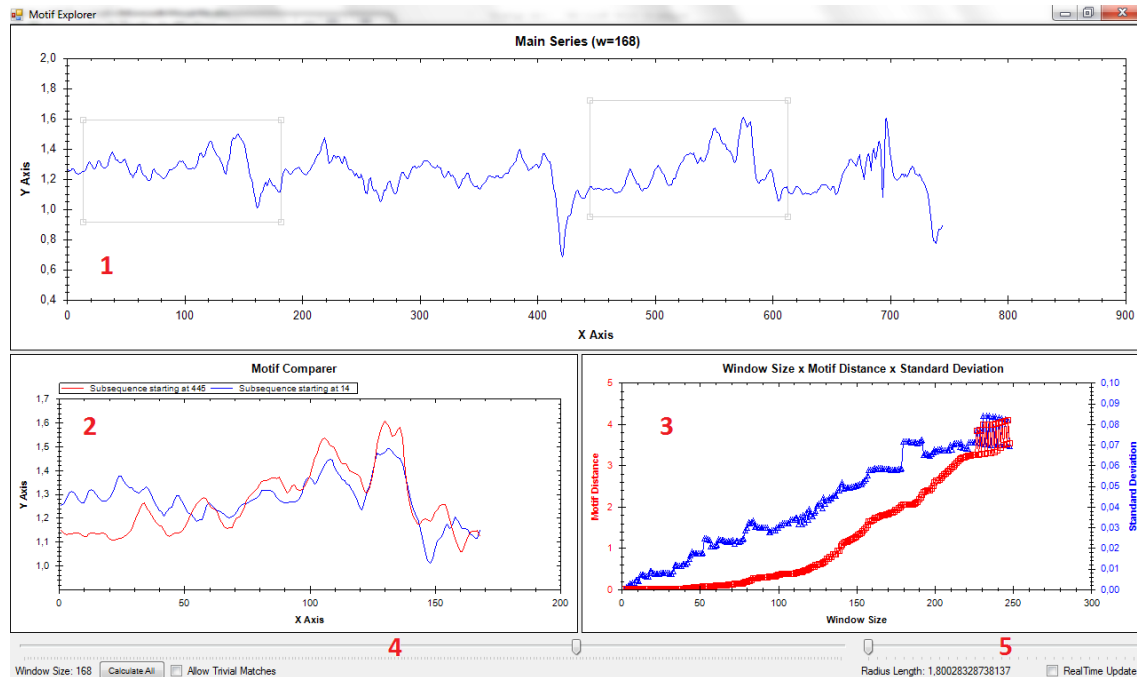 Motif Explorer
Main Series (w=168)
2,0
1,8
1,6
1,4
1,2
1,0
0,8
0,6
0,4
Y Axis
1
0 100 200 300 400 500 600 700 800 900
X Axis
Motif Comparer
Subsequence starting at 445 Subsequence starting at 14
1,7
1,6
1,5
1,4
1,3
1,2
1,1
1,0
Y Axis
2
0 50 100 150 200
X Axis
Window Size x Motif Distance x Standard Deviation
5
4
3
2
1
0
Motif Distance
3
0,10
0,09
0,08
0,07
0,06
0,05
0,04
0,03
0,02
0,01
0,00
Standard Deviation
0 50 100 150 200 250 300
Window Size
4
5
Window Size: 168 Calculate All Allow Trivial Matches Radius Length: 1,80028328738137 RealTime Update